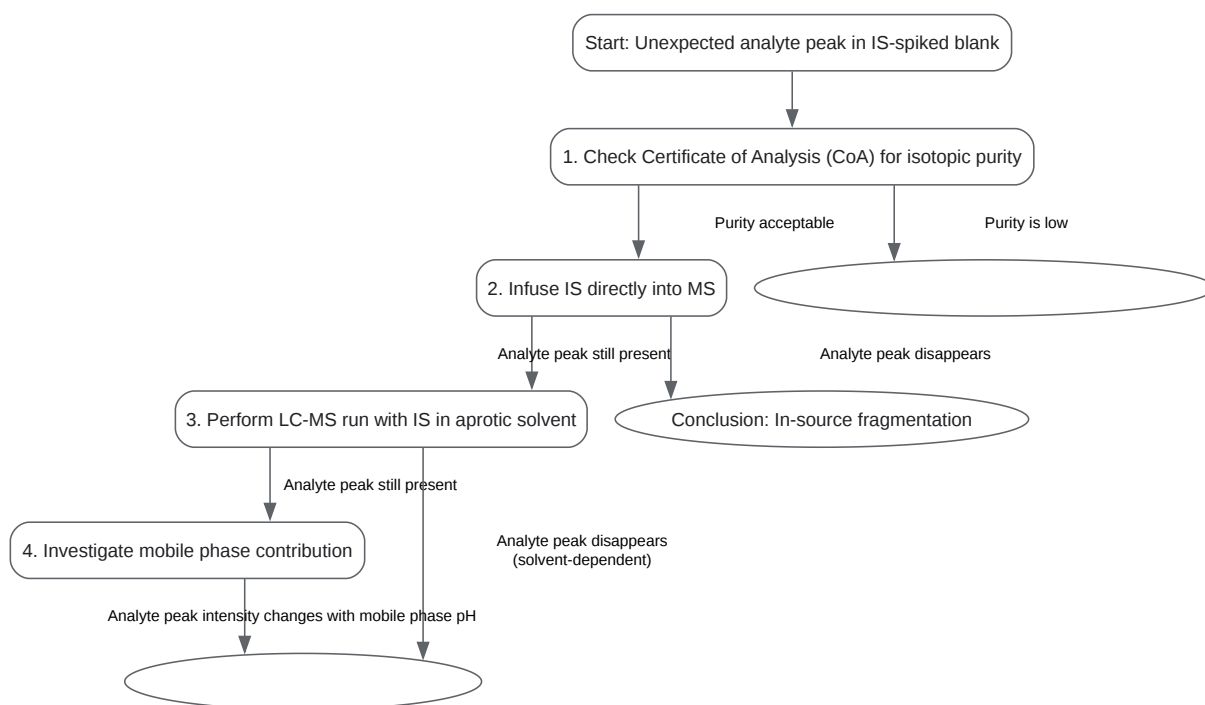 Start: Unexpected analyte peak in IS-spiked blank
1. Check Certificate of Analysis (CoA) for isotopic purity
Purity acceptable
Purity is low
2. Infuse IS directly into MS
Analyte peak still present
Analyte peak disappears
3. Perform LC-MS run with IS in aprotic solvent
Conclusion: In-source fragmentation
Analyte peak still present
Analyte peak disappears
(solvent-dependent)
4. Investigate mobile phase contribution
Analyte peak intensity changes with mobile phase pH